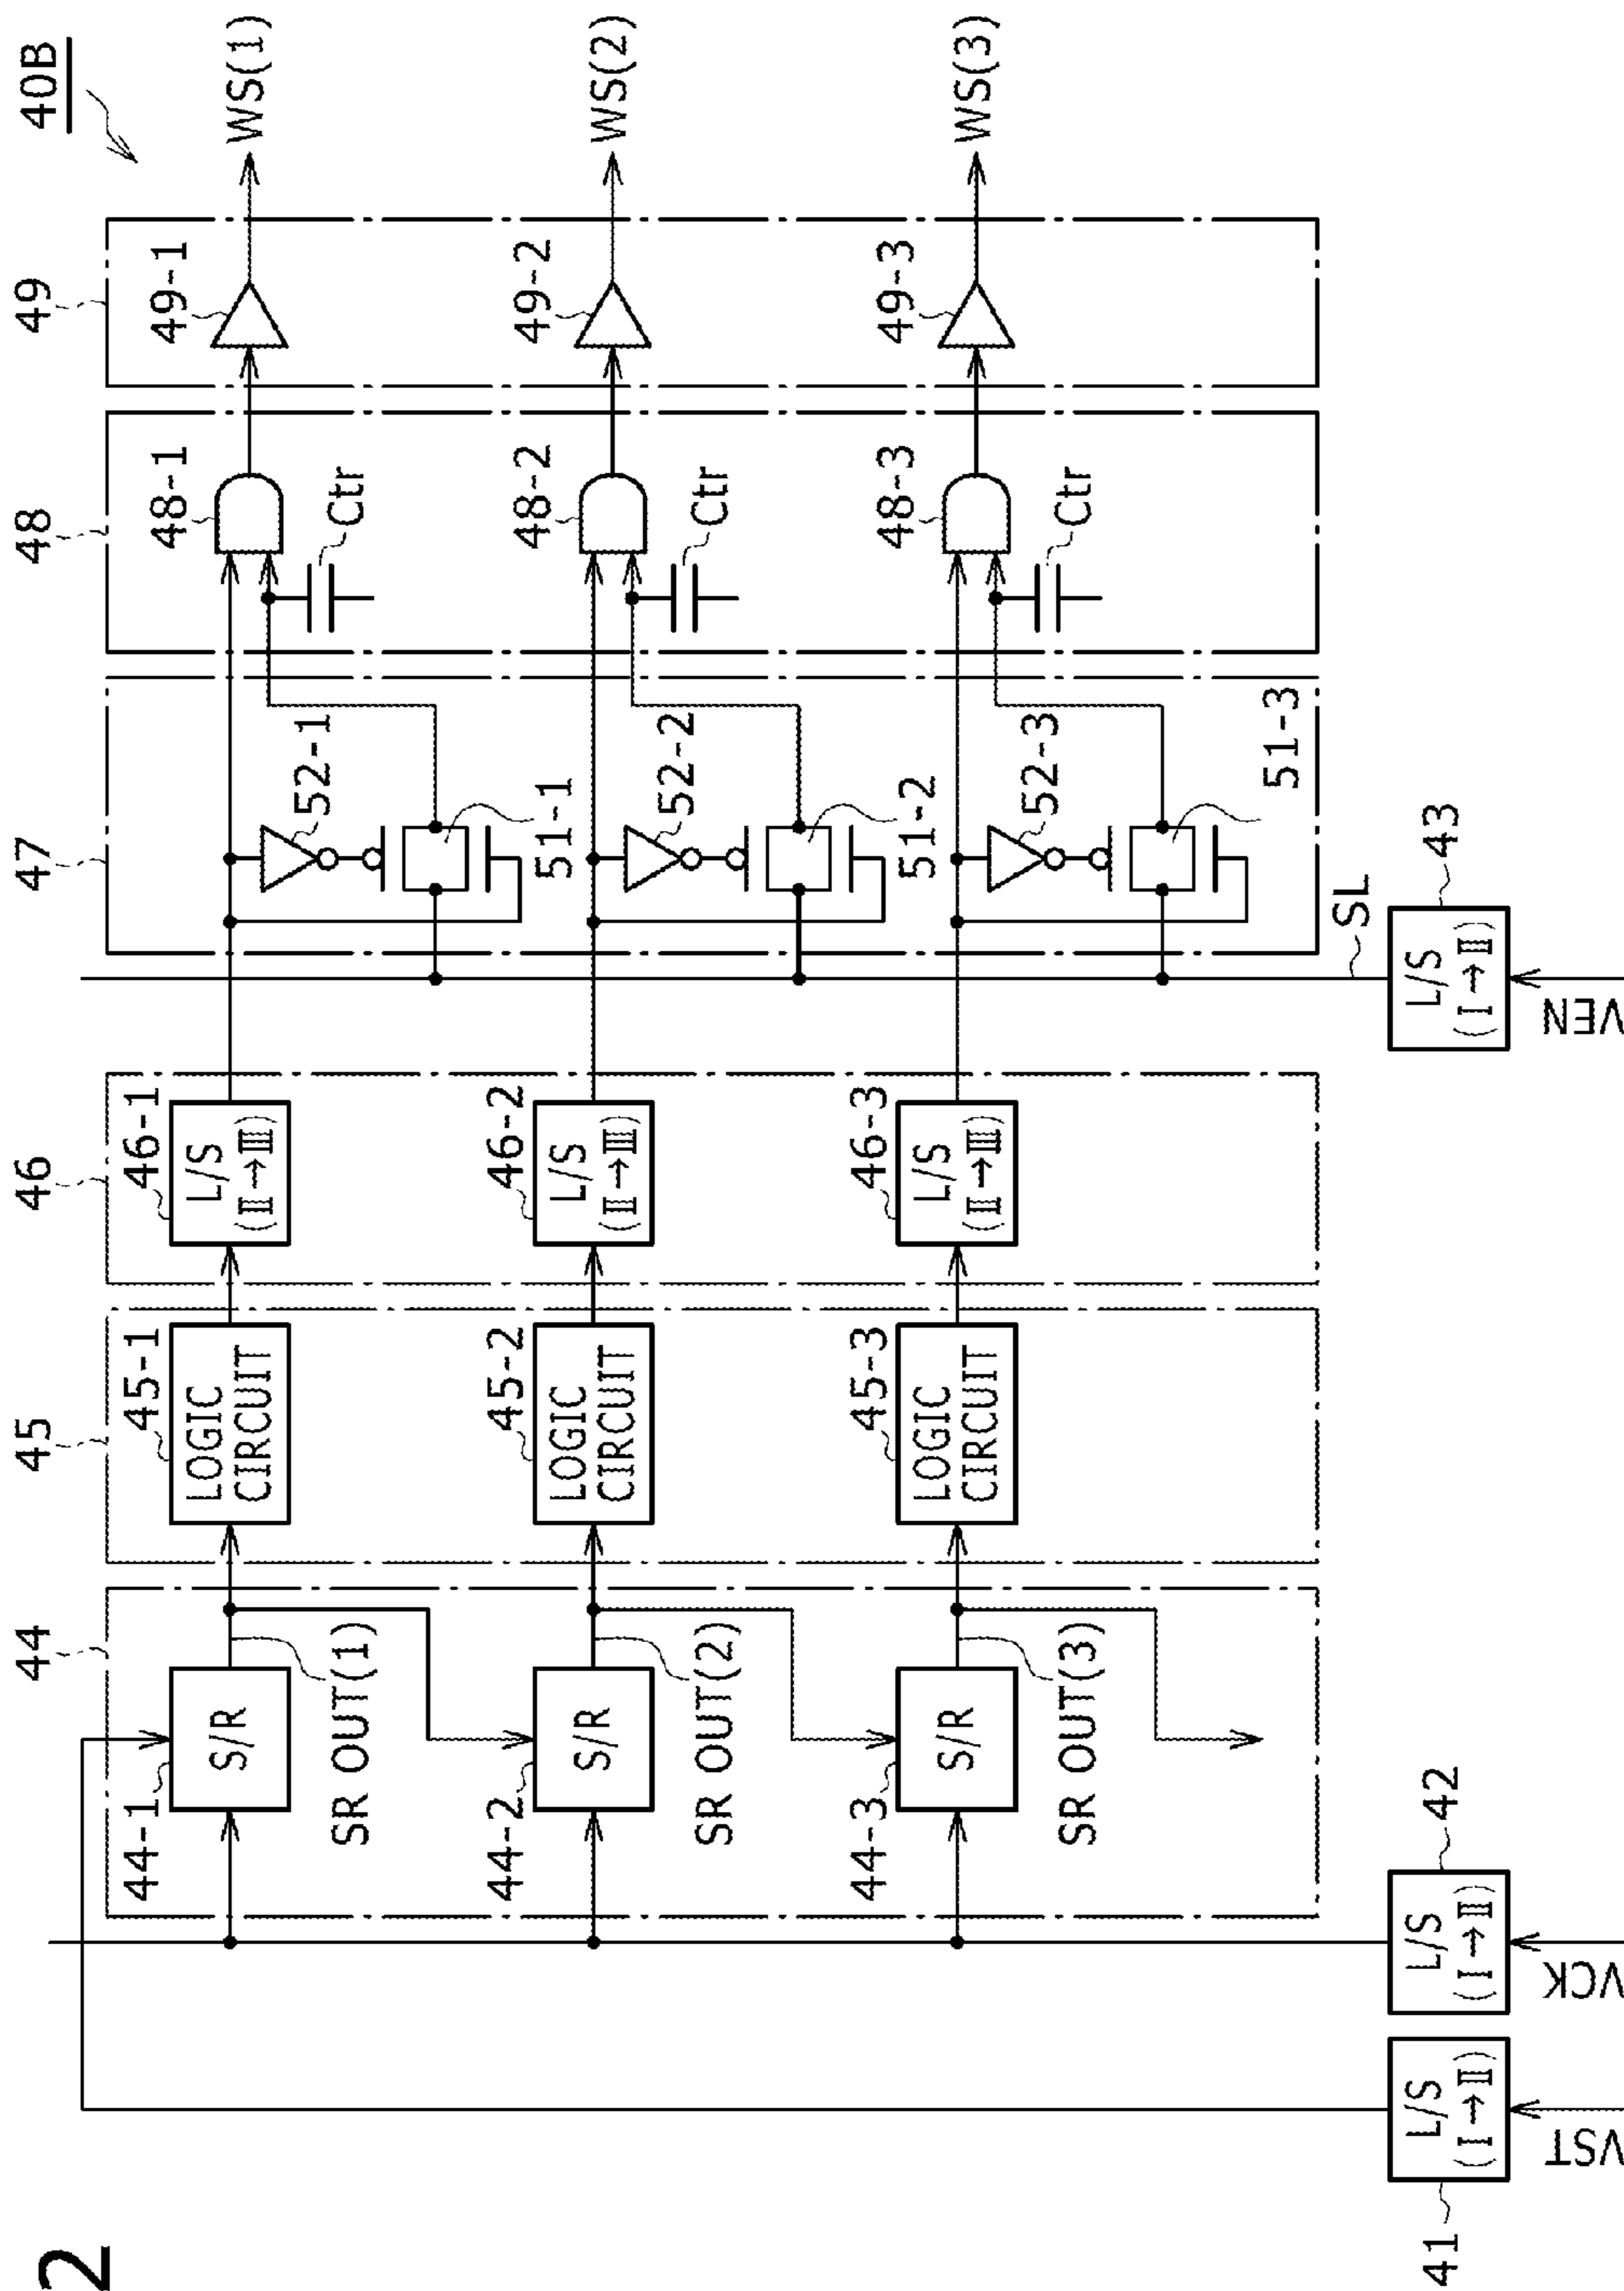 2
40B
44
45
46
47
48
49
44-1
S/R
SR OUT(1)
45-1
LOGIC
CIRCUIT
46-1
L/S
(Ⅱ→Ⅲ)
52-1
51-1
48-1
Ctr
49-1
WS(1)
44-2
S/R
SR OUT(2)
45-2
LOGIC
CIRCUIT
46-2
L/S
(Ⅱ→Ⅲ)
52-2
51-2
48-2
Ctr
49-2
WS(2)
44-3
S/R
SR OUT(3)
45-3
LOGIC
CIRCUIT
46-3
L/S
(Ⅱ→Ⅲ)
52-3
51-3
48-3
Ctr
49-3
WS(3)
SL
41
L/S
(Ⅰ→Ⅱ)
VST
42
L/S
(Ⅰ→Ⅱ)
VCK
43
L/S
(Ⅰ→Ⅱ)
VEN